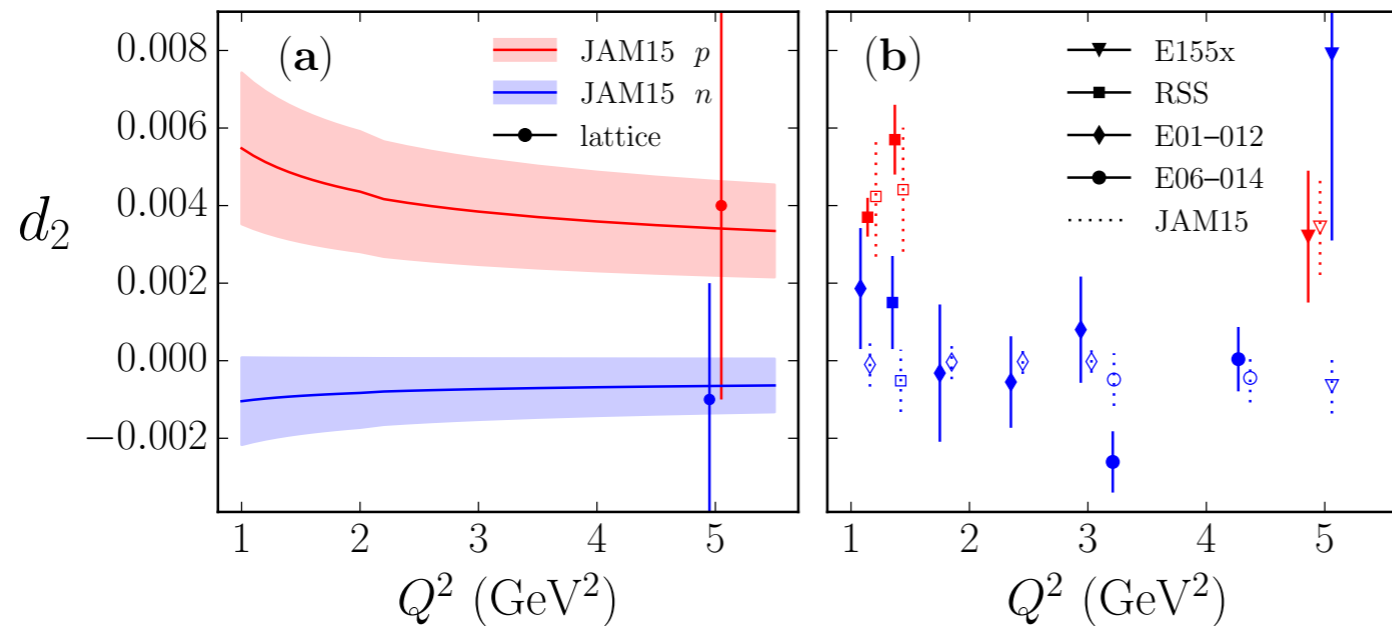 (a)
JAM15 p
JAM15 n
lattice
d₂
0.008
0.006
0.004
0.002
0.000
−0.002
1 2 3 4 5
Q² (GeV²)
(b)
E155x
RSS
E01–012
E06–014
JAM15
1 2 3 4 5
Q² (GeV²)